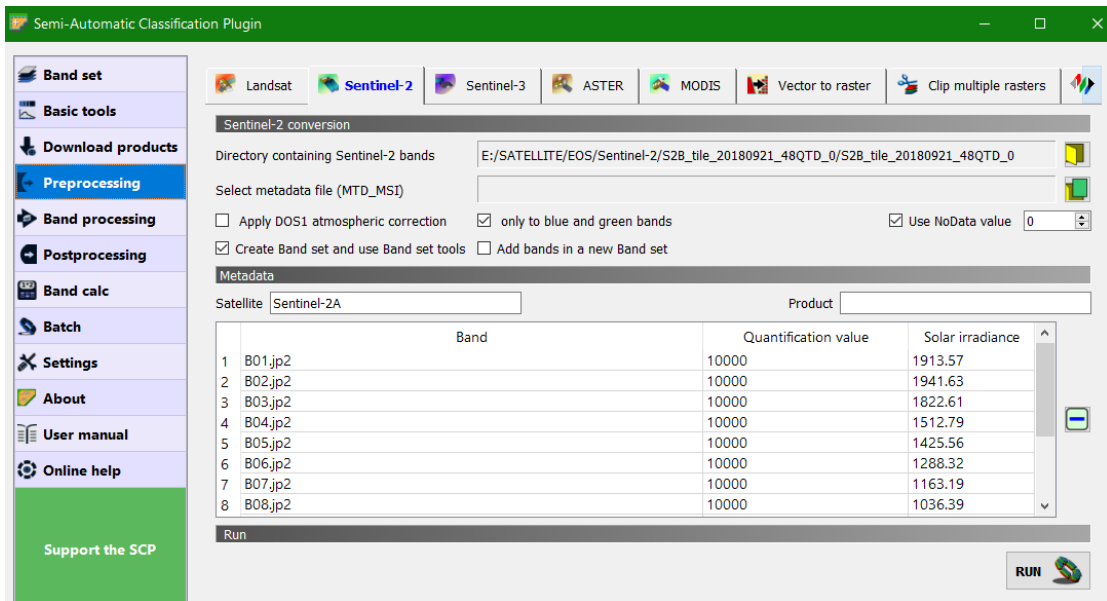 Semi-Automatic Classification Plugin
Band set
Basic tools
Download products
Preprocessing
Band processing
Postprocessing
Band calc
Batch
Settings
About
User manual
Online help
Support the SCP
Landsat Sentinel-2 Sentinel-3 ASTER MODIS Vector to raster Clip multiple rasters
Sentinel-2 conversion
Directory containing Sentinel-2 bands E:/SATELLITE/EOS/Sentinel-2/S2B_tile_20180921_48QTD_0/S2B_tile_20180921_48QTD_0
Select metadata file (MTD_MSI)
Apply DOS1 atmospheric correction only to blue and green bands Use NoData value 0
Create Band set and use Band set tools Add bands in a new Band set
Metadata
Satellite Sentinel-2A Product
Band Quantification value Solar irradiance
1 B01.jp2 10000 1913.57
2 B02.jp2 10000 1941.63
3 B03.jp2 10000 1822.61
4 B04.jp2 10000 1512.79
5 B05.jp2 10000 1425.56
6 B06.jp2 10000 1288.32
7 B07.jp2 10000 1163.19
8 B08.jp2 10000 1036.39
Run
RUN